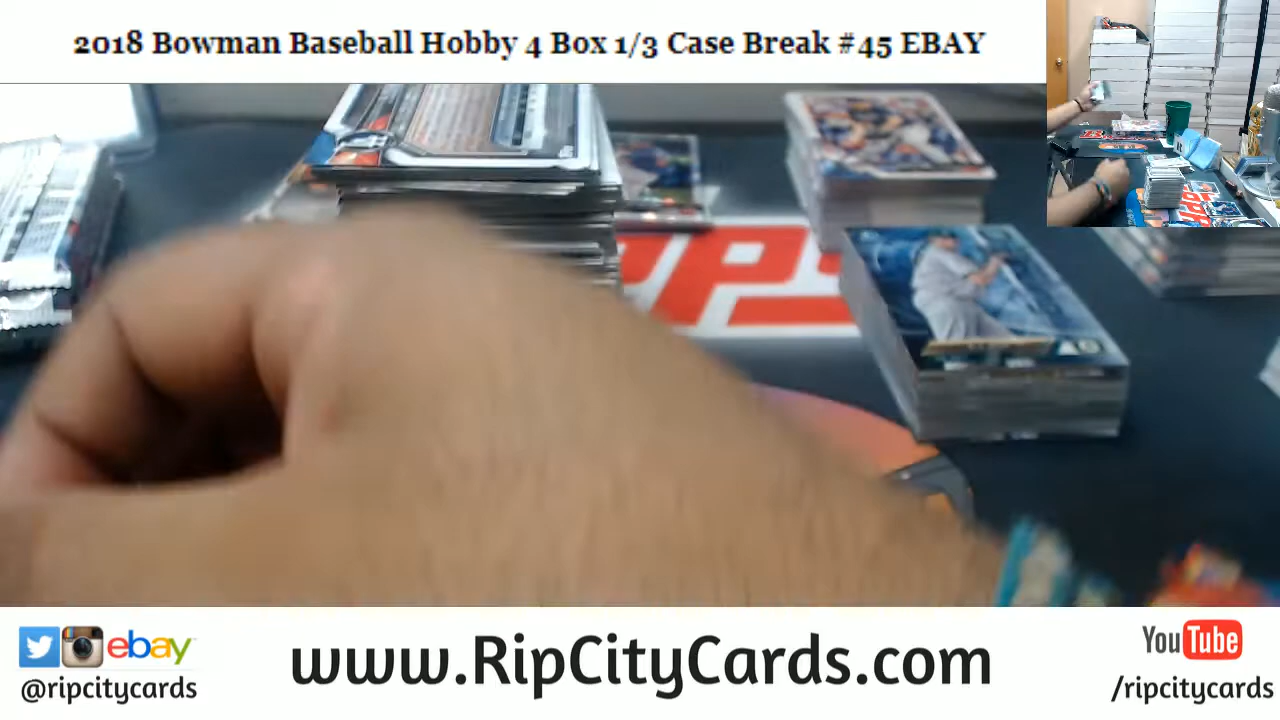 2018 Bowman Baseball Hobby 4 Box 1/3 Case Break #45 EBAY
ebay
@ripcitycards
www.RipCityCards.com
YouTube
/ripcitycards